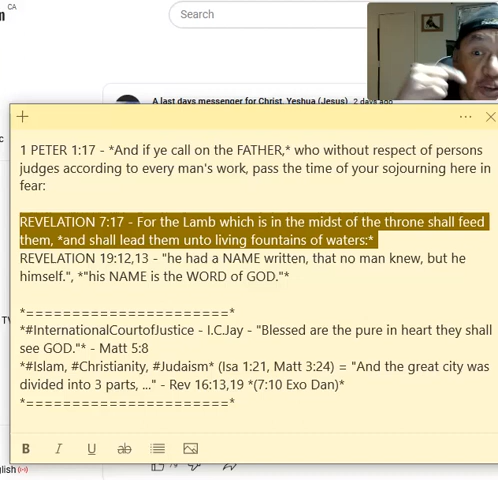 CA
Search
A last days messenger for Christ, Yeshua (Jesus) 2 days ago
1 PETER 1:17 - *And if ye call on the FATHER,* who without respect of persons
judges according to every man's work, pass the time of your sojourning here in
fear:
REVELATION 7:17 - For the Lamb which is in the midst of the throne shall feed
them, *and shall lead them unto living fountains of waters:*
REVELATION 19:12,13 - "he had a NAME written, that no man knew, but he
himself.", *"his NAME is the WORD of GOD."*
*======================*
*#InternationalCourtofJustice - I.C.Jay - "Blessed are the pure in heart they shall
see GOD."* - Matt 5:8
*#Islam, #Christianity, #Judaism* (Isa 1:21, Matt 3:24) = "And the great city was
divided into 3 parts, ..." - Rev 16:13,19 *(7:10 Exo Dan)*
*======================*
B I U ab
glish